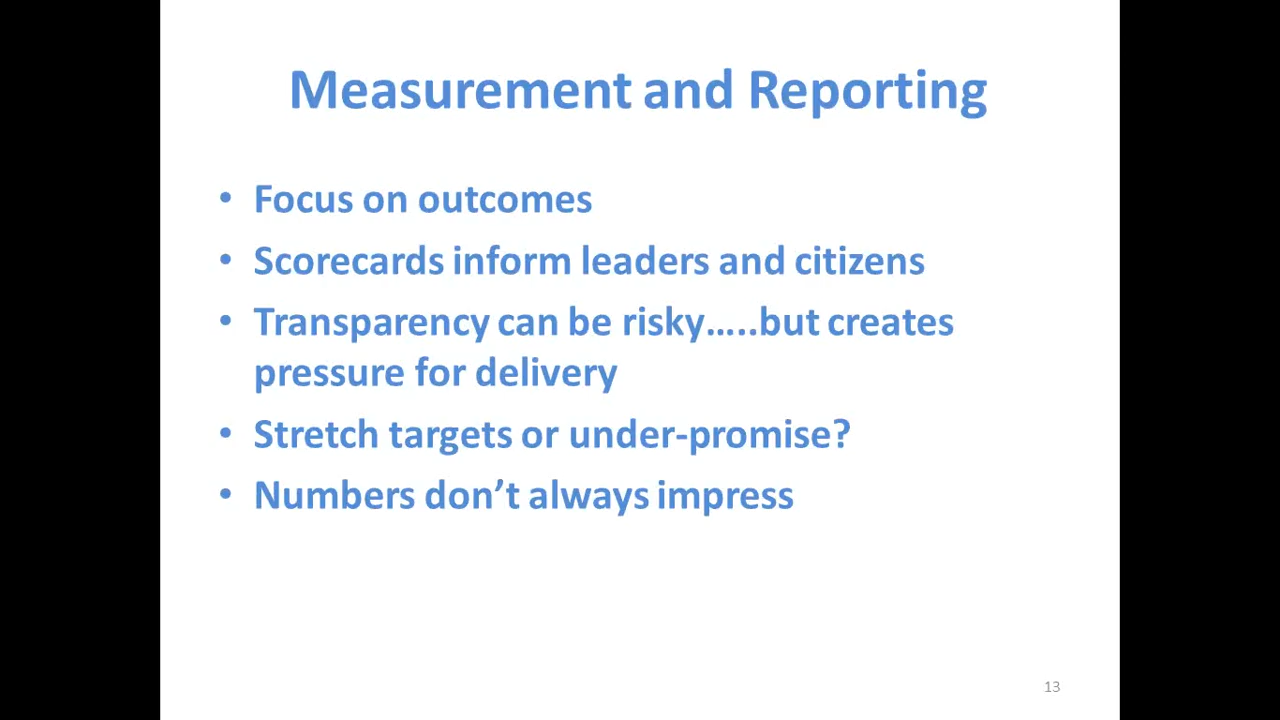 Measurement and Reporting
• Focus on outcomes
• Scorecards inform leaders and citizens
• Transparency can be risky…..but creates
pressure for delivery
• Stretch targets or under-promise?
• Numbers don’t always impress
13